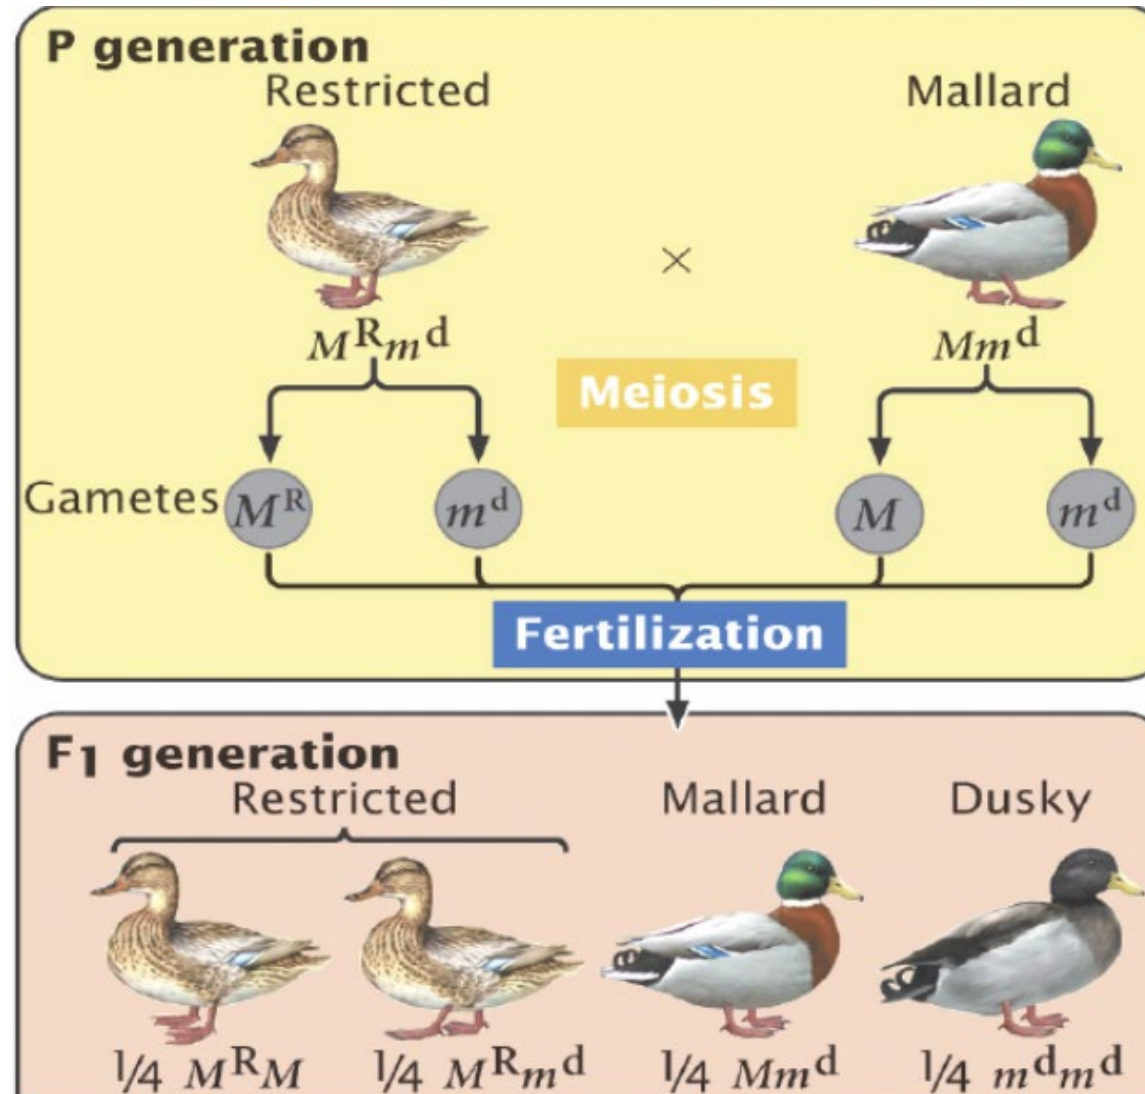 P generation
Restricted Mallard
×
M^R m^d Mm^d
Meiosis
Gametes M^R m^d M m^d
Fertilization
F1 generation
Restricted Mallard Dusky
1/4 M^R M 1/4 M^R m^d 1/4 Mm^d 1/4 m^d m^d